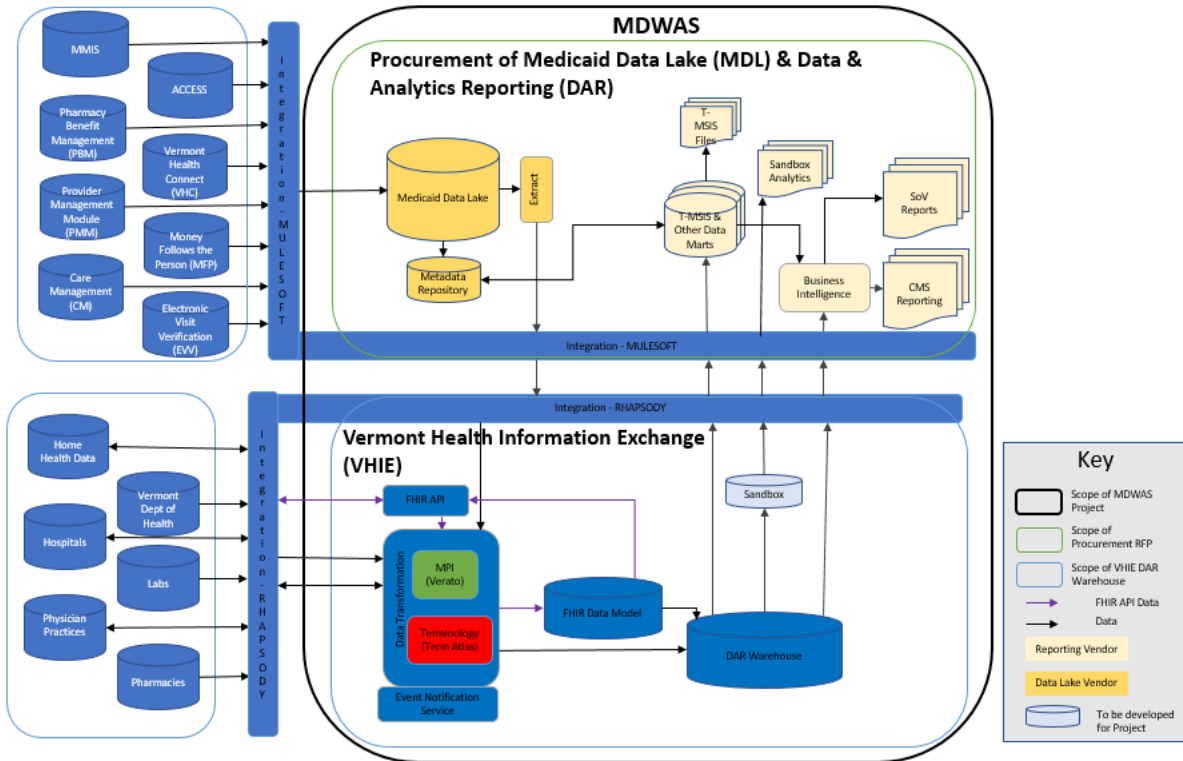 MDWAS
Procurement of Medicaid Data Lake (MDL) & Data &
Analytics Reporting (DAR)
MMIS
ACCESS
Pharmacy
Benefit
Management
(PBM)
Vermont
Health
Connect
(VHC)
Provider
Management
Module
(PMM)
Money
Follows the
Person (MFP)
Care
Management
(CM)
Electronic
Visit
Verification
(EVV)
Integration-MULESOFT
Medicaid Data Lake
Extract
Metadata
Repository
T-
MSIS
Files
Sandbox
Analytics
T-MSIS &
Other Data
Marts
SoV
Reports
Business
Intelligence
CMS
Reporting
Integration - MULESOFT
Integration - RHAPSODY
Vermont Health Information Exchange
(VHIE)
Home
Health Data
Vermont
Dept of
Health
Hospitals
Labs
Physician
Practices
Pharmacies
Integration-RHAPSODY
FHIR API
Data Transformation
MPI
(Verato)
Terminology
(Term Atlas)
Event Notification
Service
FHIR Data Model
Sandbox
DAR Warehouse
Key
Scope of MDWAS
Project
Scope of
Procurement RFP
Scope of VHIE DAR
Warehouse
FHIR API Data
Data
Reporting Vendor
Data Lake Vendor
To be developed
for Project